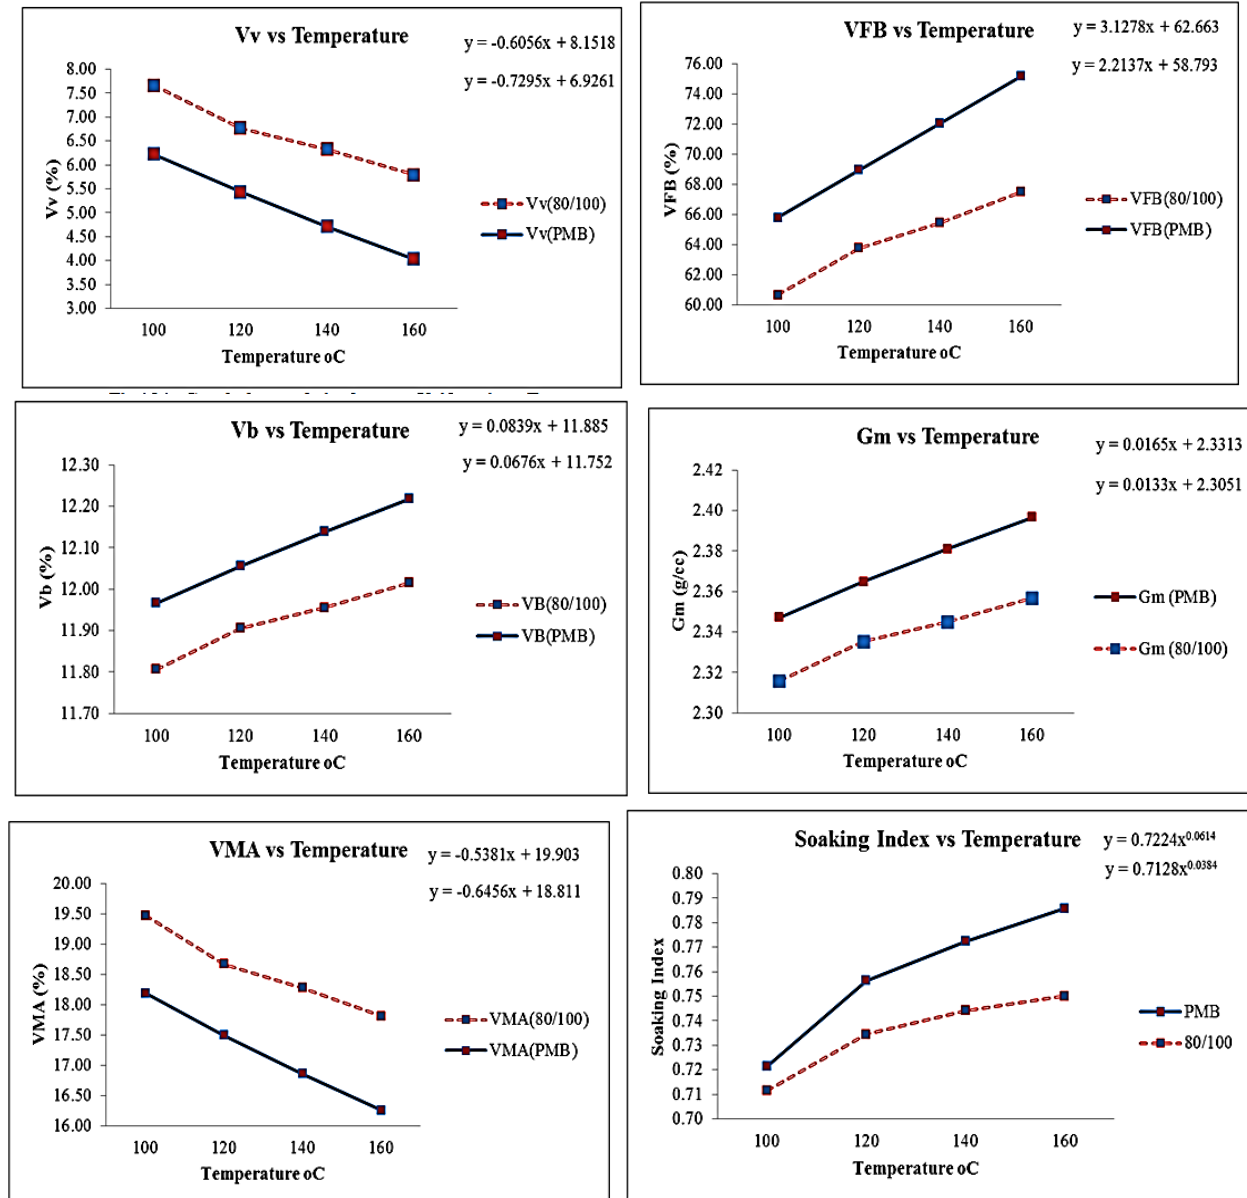 Vv vs Temperature
y = -0.6056x + 8.1518
y = -0.7295x + 6.9261
8.00
7.50
7.00
6.50
6.00
5.50
5.00
4.50
4.00
3.50
3.00
Vv (%)
Vv(80/100)
Vv(PMB)
100 120 140 160
Temperature oC
VFB vs Temperature
y = 3.1278x + 62.663
y = 2.2137x + 58.793
76.00
74.00
72.00
70.00
68.00
66.00
64.00
62.00
60.00
VFB (%)
VFB(80/100)
VFB(PMB)
100 120 140 160
Temperature oC
Vb vs Temperature
y = 0.0839x + 11.885
y = 0.0676x + 11.752
12.30
12.20
12.10
12.00
11.90
11.80
11.70
Vb (%)
VB(80/100)
VB(PMB)
100 120 140 160
Temperature oC
Gm vs Temperature
y = 0.0165x + 2.3313
y = 0.0133x + 2.3051
2.42
2.40
2.38
2.36
2.34
2.32
2.30
Gm (g/cc)
Gm (PMB)
Gm (80/100)
100 120 140 160
Temperature oC
VMA vs Temperature
y = -0.5381x + 19.903
y = -0.6456x + 18.811
20.00
19.50
19.00
18.50
18.00
17.50
17.00
16.50
16.00
VMA (%)
VMA(80/100)
VMA(PMB)
100 120 140 160
Temperature oC
Soaking Index vs Temperature
y = 0.7224x^0.0614
y = 0.7128x^0.0384
0.80
0.79
0.78
0.77
0.76
0.75
0.74
0.73
0.72
0.71
0.70
Soaking Index
PMB
80/100
100 120 140 160
Temperature oC